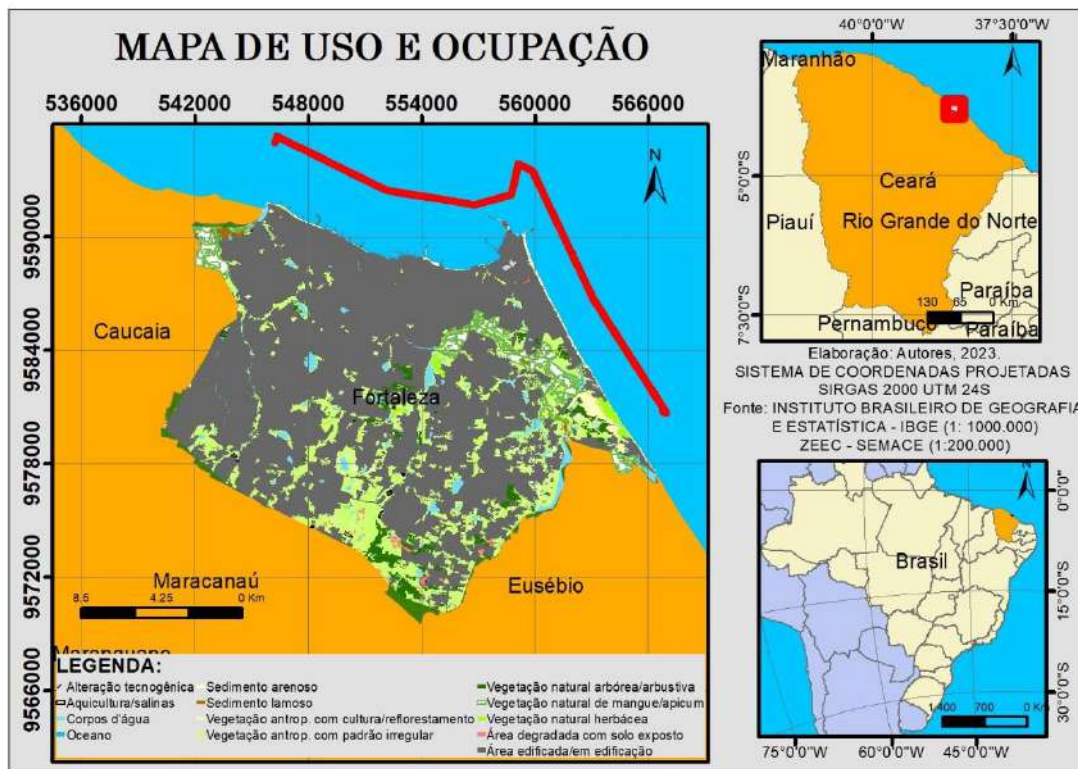 MAPA DE USO E OCUPAÇÃO
536000 542000 548000 554000 560000 566000
9590000
9584000
9578000
9572000
9566000
N
Caucaia
Fortaleza
Maracanaú
Eusébio
8.5 4.25 0 Km
LEGENDA:
Alteração tecnogênica
Aquicultura/salinas
Corpos d'água
Oceano
Sedimento arenoso
Sedimento lamoso
Vegetação antrop. com cultura/reflorestamento
Vegetação antrop. com padrão irregular
Vegetação natural arbórea/arbustiva
Vegetação natural de mangue/apicum
Vegetação natural herbácea
Área degradada com solo exposto
Área edificada/em edificação
40°0'0"W 37°30'0"W
5°0'0"S
7°30'0"S
Maranhão
Ceará
Piauí
Rio Grande do Norte
Paraíba
Pernambuco
Paraíba
130 65 0 Km
Elaboração: Autores, 2023.
SISTEMA DE COORDENADAS PROJETADAS
SIRGAS 2000 UTM 24S
Fonte: INSTITUTO BRASILEIRO DE GEOGRAFIA
E ESTATÍSTICA - IBGE (1: 1000.000)
ZEEC - SEMACE (1:200.000)
N
0°0'0"
15°0'0"S
30°0'0"S
Brasil
1.400 700 0 K
75°0'0"W 60°0'0"W 45°0'0"W